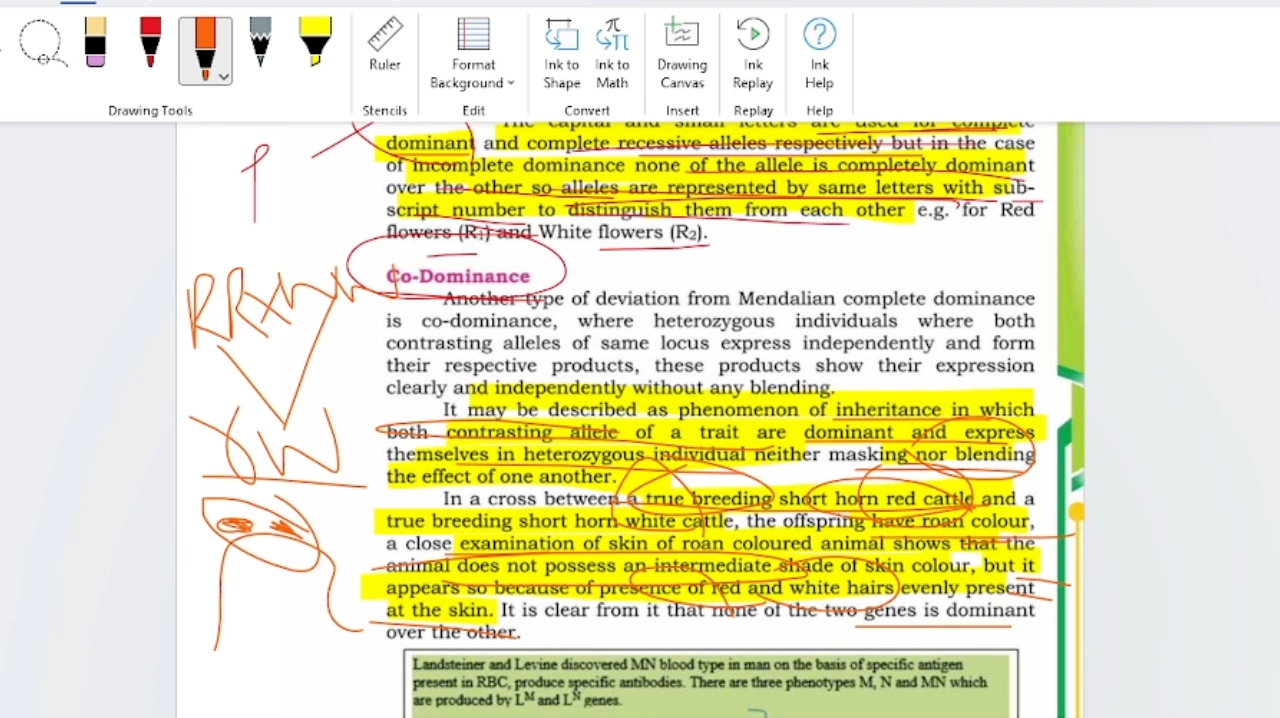 Ruler
Format Background
Ink to Shape
Ink to Math
Drawing Canvas
Ink Replay
Ink Help
Drawing Tools
Stencils
Edit
Convert
Insert
Replay
Help
The capital and small letters are used for complete
dominant and complete recessive alleles respectively but in the case
of incomplete dominance none of the allele is completely dominant
over the other so alleles are represented by same letters with sub-
script number to distinguish them from each other e.g. for Red
flowers (R₁) and White flowers (R₂).
Co-Dominance
Another type of deviation from Mendalian complete dominance
is co-dominance, where heterozygous individuals where both
contrasting alleles of same locus express independently and form
their respective products, these products show their expression
clearly and independently without any blending.
It may be described as phenomenon of inheritance in which
both contrasting allele of a trait are dominant and express
themselves in heterozygous individual neither masking nor blending
the effect of one another.
In a cross between a true breeding short horn red cattle and a
true breeding short horn white cattle, the offspring have roan colour,
a close examination of skin of roan coloured animal shows that the
animal does not possess an intermediate shade of skin colour, but it
appears so because of presence of red and white hairs evenly present
at the skin. It is clear from it that none of the two genes is dominant
over the other.
Landsteiner and Levine discovered MN blood type in man on the basis of specific antigen
present in RBC, produce specific antibodies. There are three phenotypes M, N and MN which
are produced by Lᴹ and Lᴺ genes.